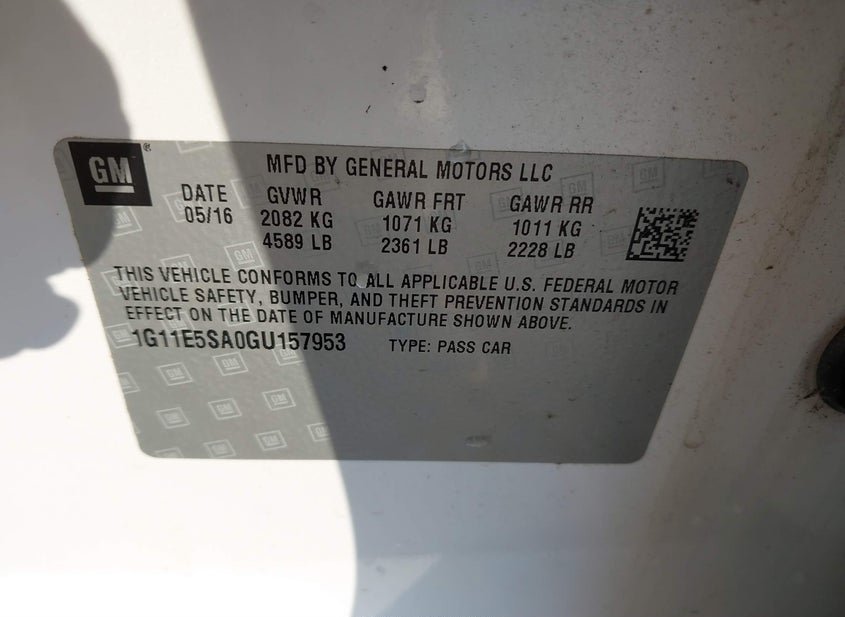 GM®
MFD BY GENERAL MOTORS LLC
DATE GVWR GAWR FRT GAWR RR
05/16 2082 KG 1071 KG 1011 KG
4589 LB 2361 LB 2228 LB
THIS VEHICLE CONFORMS TO ALL APPLICABLE U.S. FEDERAL MOTOR
VEHICLE SAFETY, BUMPER, AND THEFT PREVENTION STANDARDS IN
EFFECT ON THE DATE OF MANUFACTURE SHOWN ABOVE.
1G11E5SA0GU157953 TYPE: PASS CAR